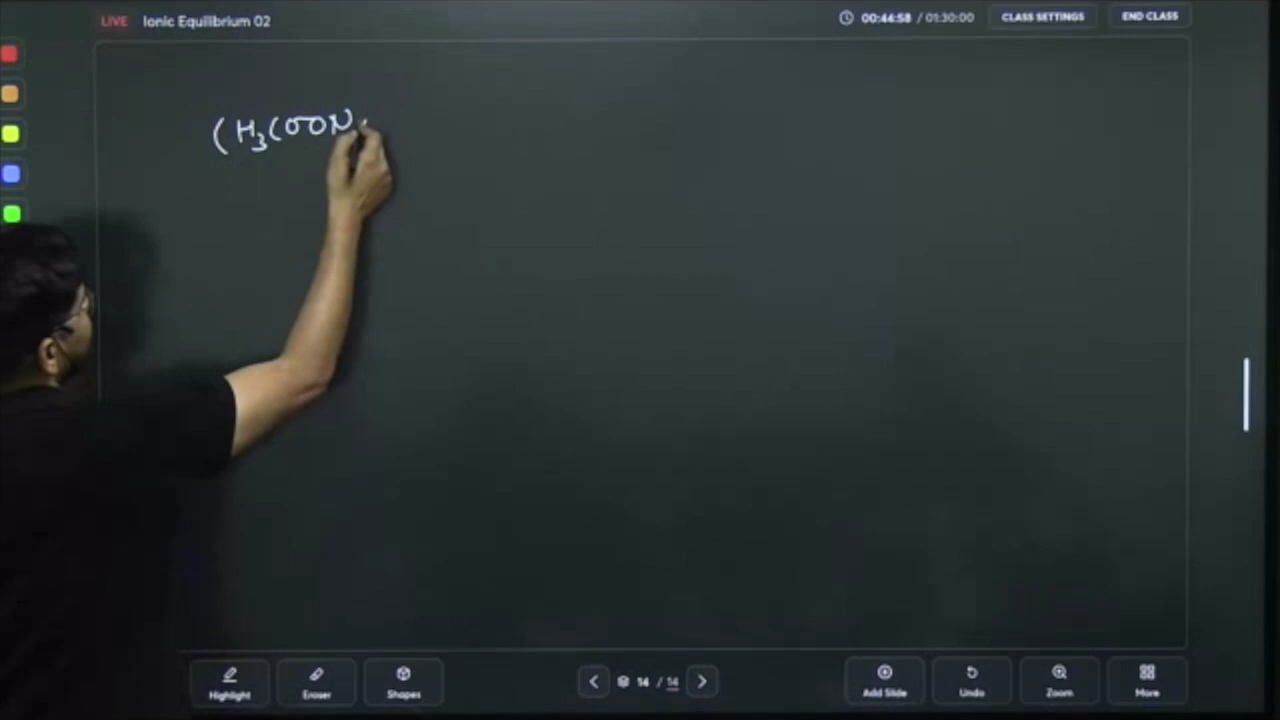 LIVE Ionic Equilibrium 02 00:44:58 / 01:30:00 CLASS SETTINGS END CLASS
CH3COON
Highlight Eraser Shapes 14 / 14 Add Slide Undo Zoom More